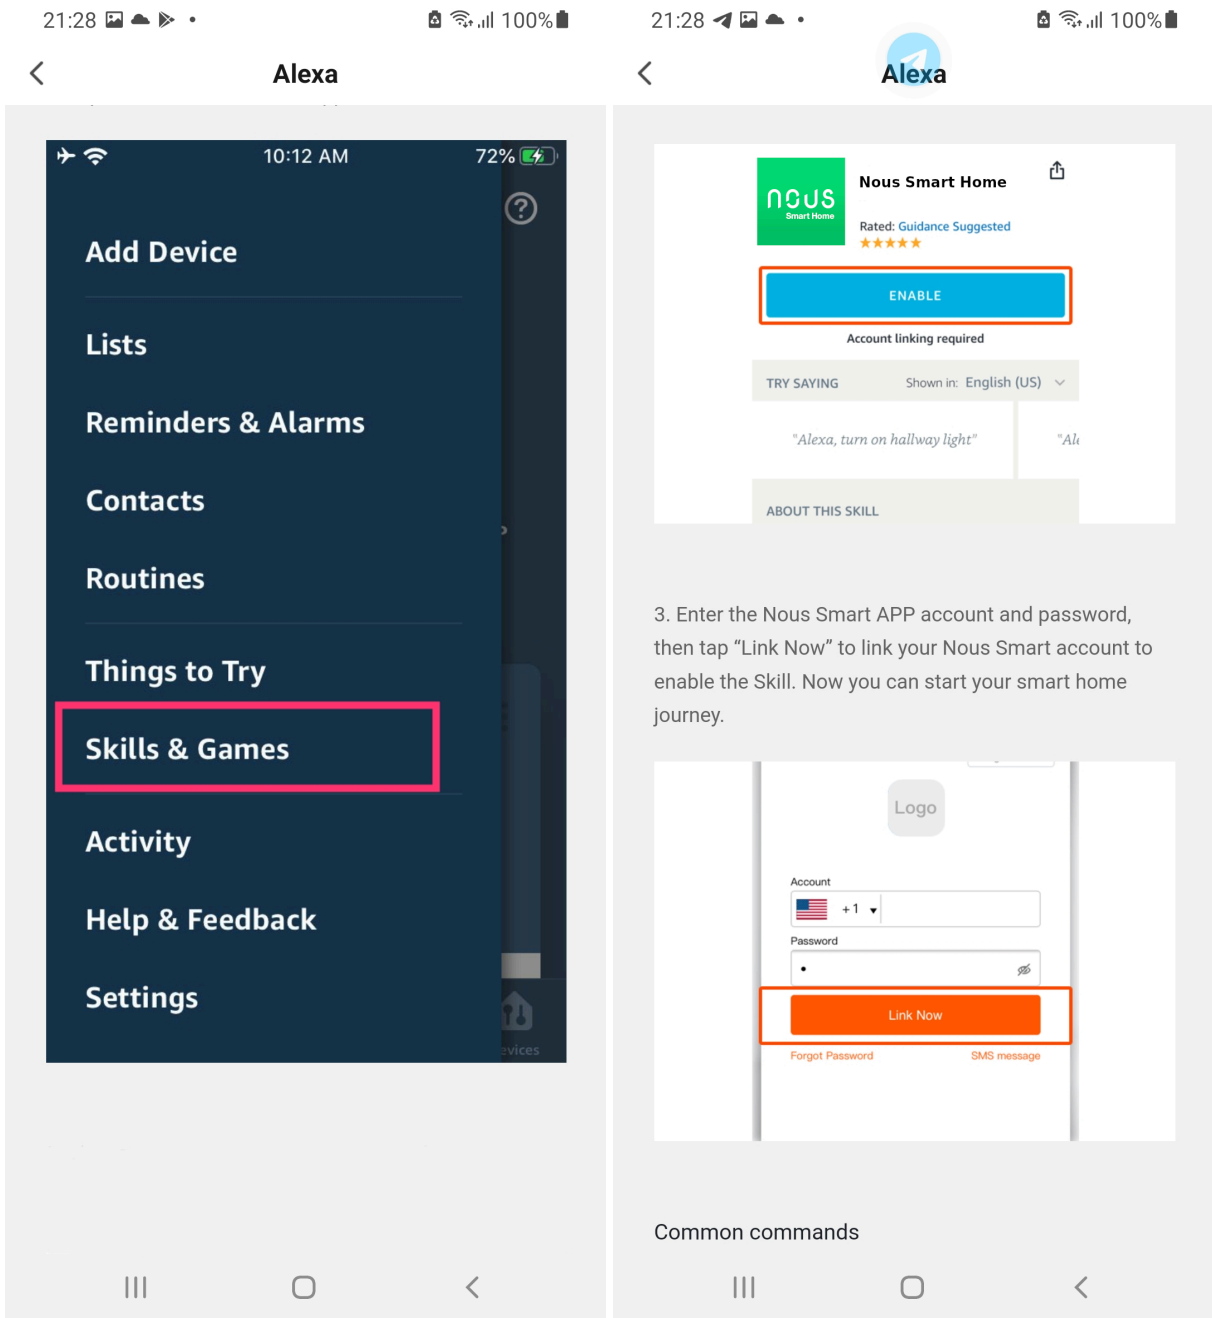 21:28
100%
Alexa
10:12 AM
72%
Add Device
Lists
Reminders & Alarms
Contacts
Routines
Things to Try
Skills & Games
Activity
Help & Feedback
Settings
evices
21:28
100%
Alexa
nous
Smart Home
Nous Smart Home
Rated: Guidance Suggested
ENABLE
Account linking required
TRY SAYING
Shown in: English (US)
"Alexa, turn on hallway light"
"Al
ABOUT THIS SKILL
3. Enter the Nous Smart APP account and password,
then tap “Link Now” to link your Nous Smart account to
enable the Skill. Now you can start your smart home
journey.
Logo
Account
+1
Password
Link Now
Forgot Password
SMS message
Common commands